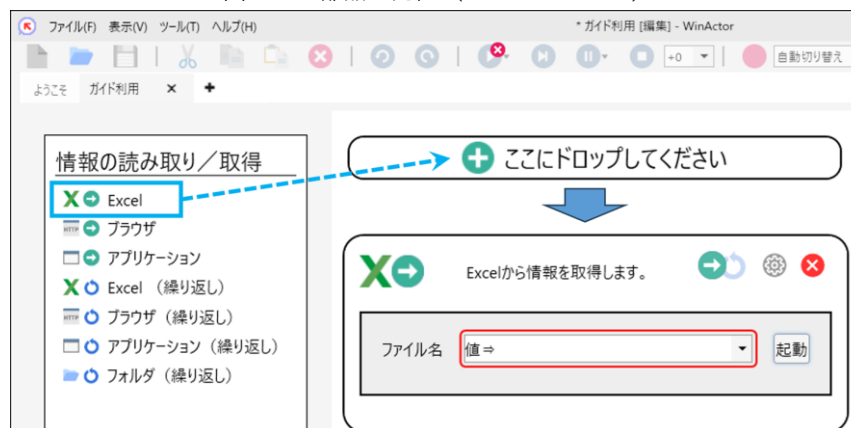 ファイル(F) 表示(V) ツール(T) ヘルプ(H) * ガイド利用 [編集] - WinActor
+0 自動切り替え
ようこそ ガイド利用
情報の読み取り／取得
Excel
HTTP ブラウザ
アプリケーション
Excel （繰り返し）
HTTP ブラウザ（繰り返し）
アプリケーション（繰り返し）
フォルダ（繰り返し）
ここにドロップしてください
Excelから情報を取得します。
ファイル名 値⇒ 起動